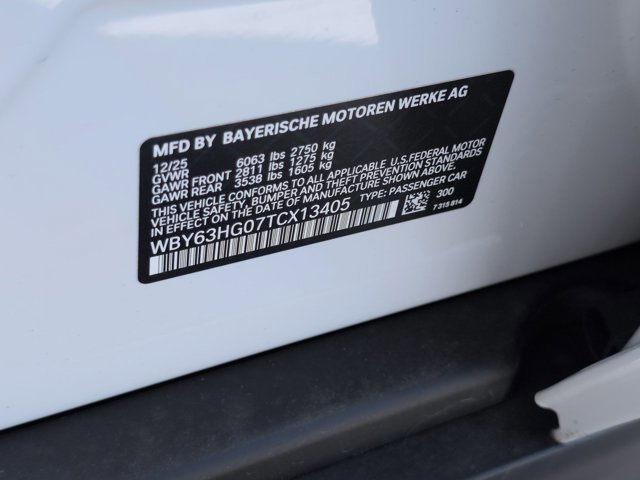 MFD BY BAYERISCHE MOTOREN WERKE AG
12/25
GVWR 6063 lbs 2750 kg
GAWR FRONT 2811 lbs 1275 kg
GAWR REAR 3538 lbs 1605 kg
THIS VEHICLE CONFORMS TO ALL APPLICABLE U.S. FEDERAL MOTOR
VEHICLE SAFETY, BUMPER, AND THEFT PREVENTION STANDARDS
IN EFFECT ON THE DATE OF MANUFACTURE SHOWN ABOVE.
WBY63HG07TCX13405 TYPE: PASSENGER CAR
300
7 315 814